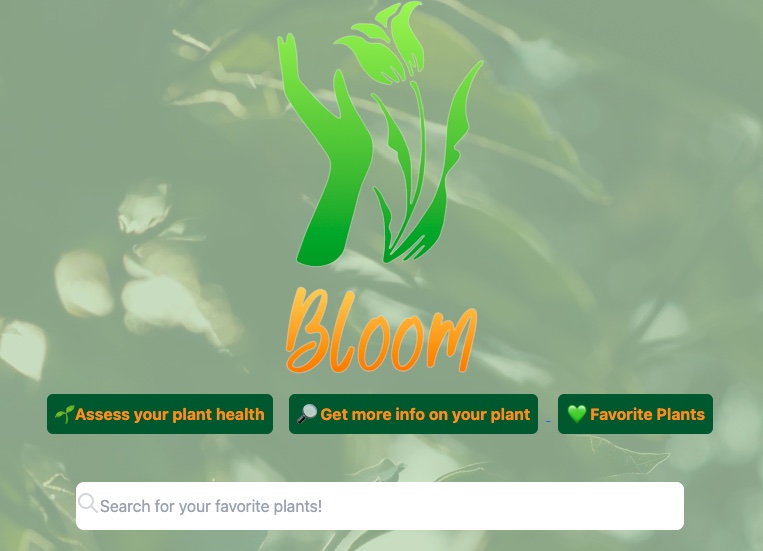 Bloom
🌱Assess your plant health
🔎Get more info on your plant
💚 Favorite Plants
Search for your favorite plants!